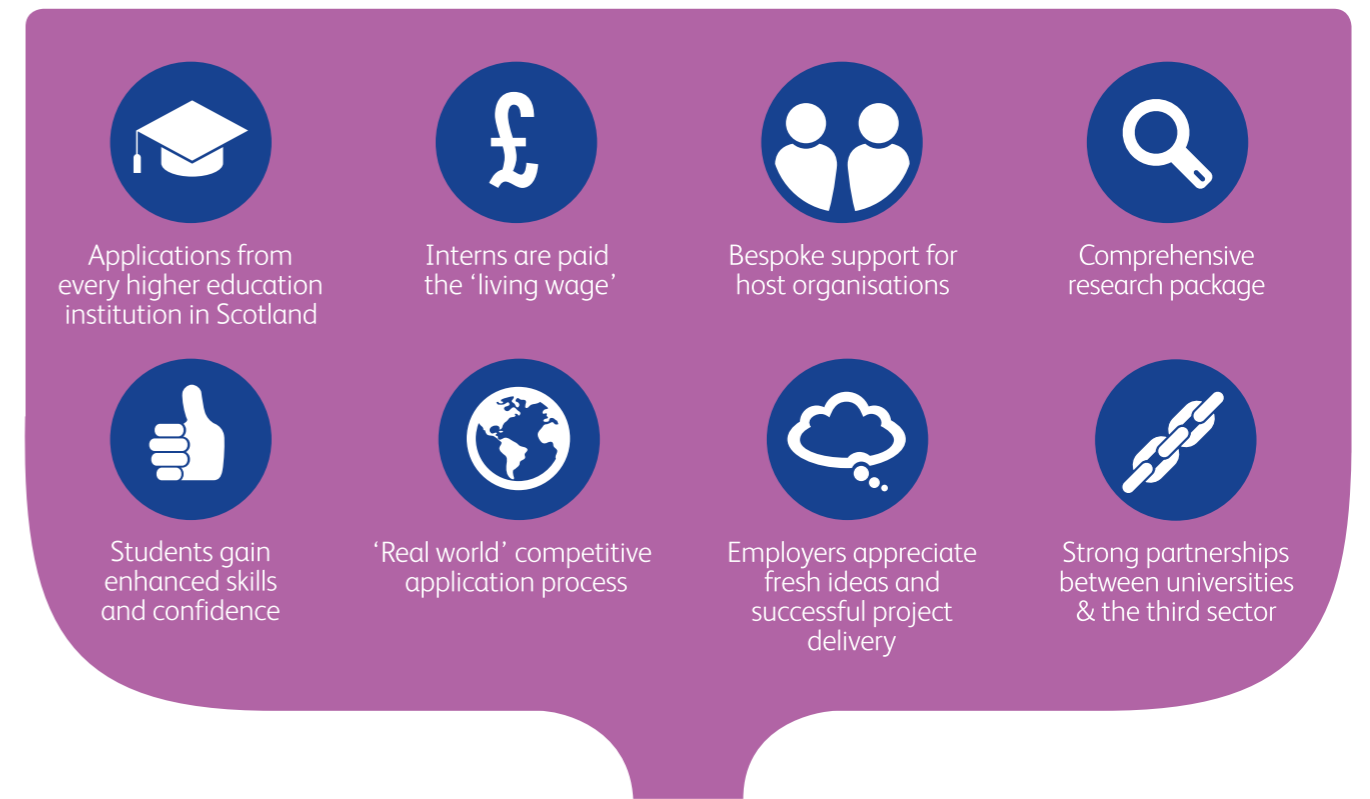 Applications from
every higher education
institution in Scotland
Interns are paid
the ‘living wage’
Bespoke support for
host organisations
Comprehensive
research package
Students gain
enhanced skills
and confidence
‘Real world’ competitive
application process
Employers appreciate
fresh ideas and
successful project
delivery
Strong partnerships
between universities
& the third sector